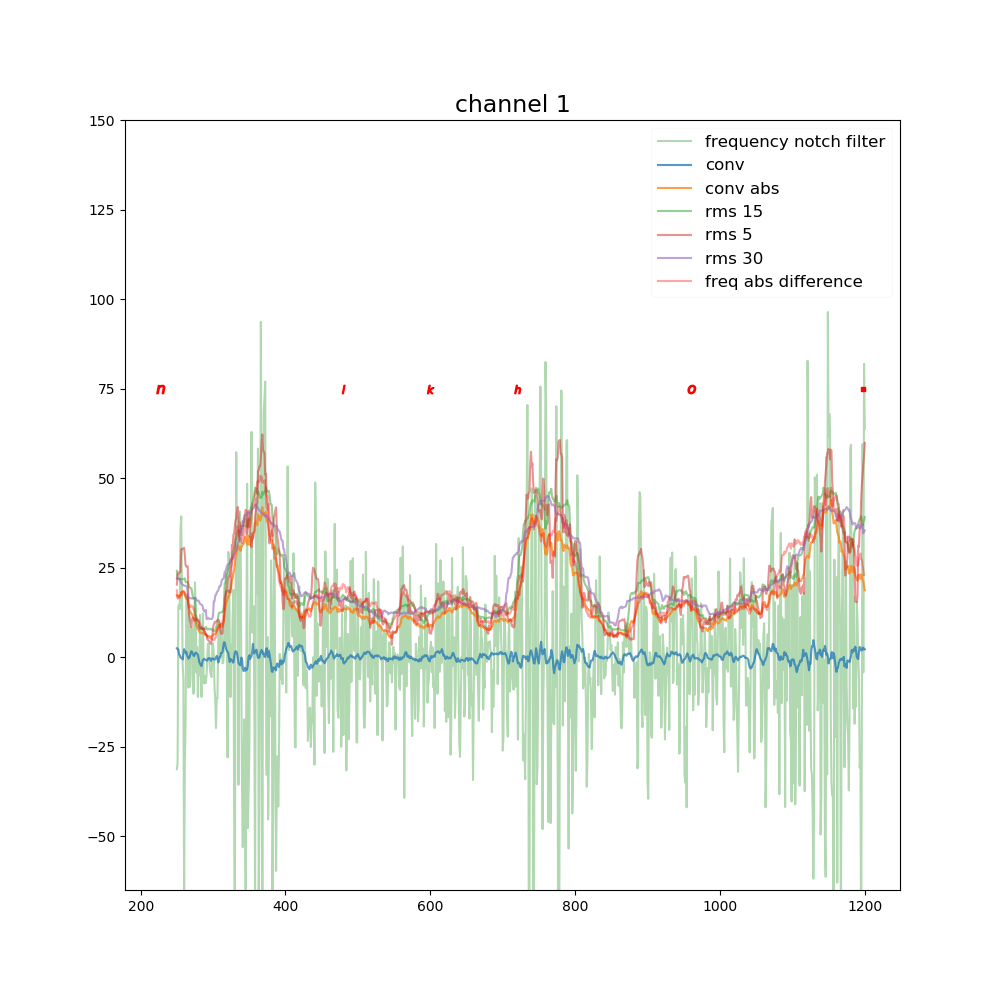 channel 1
150
125
100
75
50
25
0
−25
−50
frequency notch filter
conv
conv abs
rms 15
rms 5
rms 30
freq abs difference
n l k h o
200 400 600 800 1000 1200